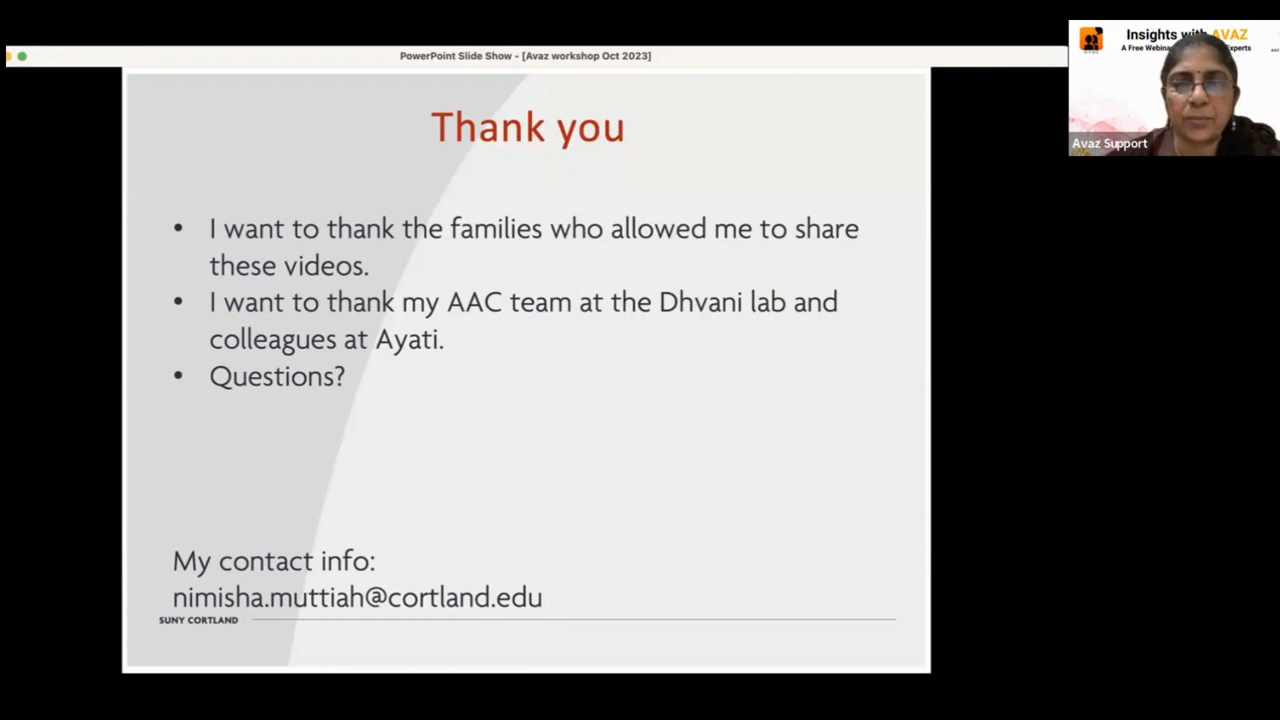 PowerPoint Slide Show - [Avaz workshop Oct 2023]
Insights with AVAZ
A Free Webina
xperts
Avaz Support
Thank you
• I want to thank the families who allowed me to share
these videos.
• I want to thank my AAC team at the Dhvani lab and
colleagues at Ayati.
• Questions?
My contact info:
nimisha.muttiah@cortland.edu
SUNY CORTLAND